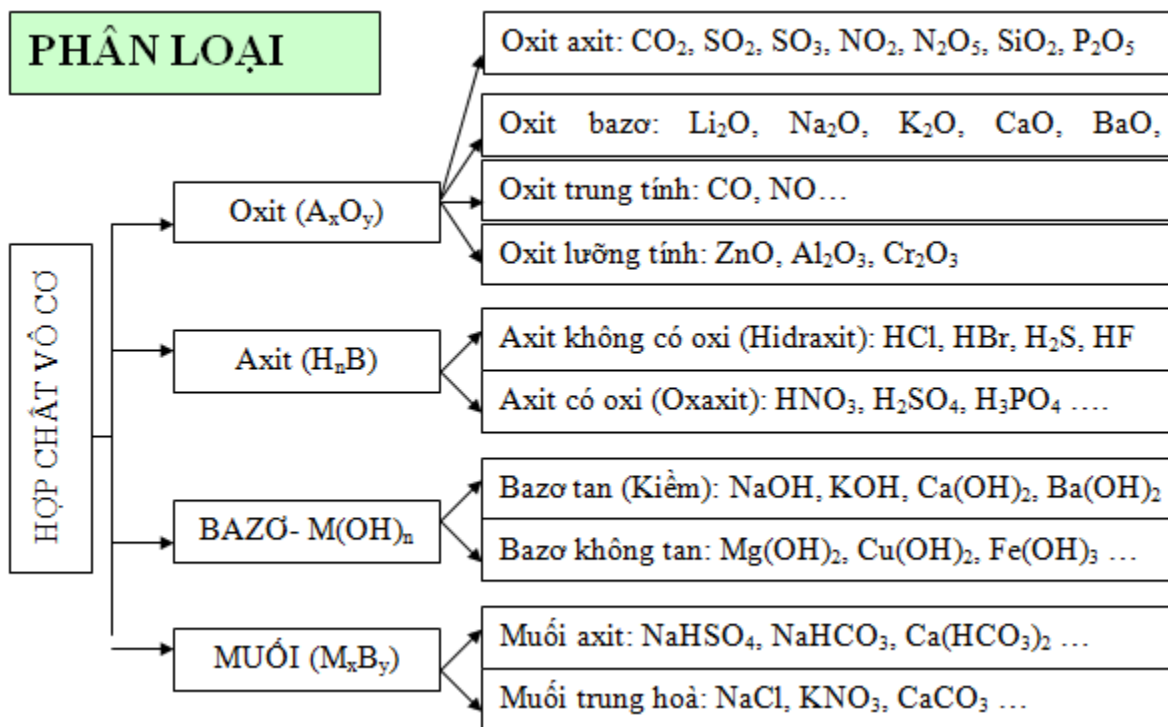 PHÂN LOẠI
HỢP CHẤT VÔ CƠ
Oxit (AₓOᵧ)
Oxit axit: CO₂, SO₂, SO₃, NO₂, N₂O₅, SiO₂, P₂O₅
Oxit bazơ: Li₂O, Na₂O, K₂O, CaO, BaO,
Oxit trung tính: CO, NO…
Oxit lưỡng tính: ZnO, Al₂O₃, Cr₂O₃
Axit (HₙB)
Axit không có oxi (Hidraxit): HCl, HBr, H₂S, HF
Axit có oxi (Oxaxit): HNO₃, H₂SO₄, H₃PO₄ ….
BAZƠ- M(OH)ₙ
Bazơ tan (Kiềm): NaOH, KOH, Ca(OH)₂, Ba(OH)₂
Bazơ không tan: Mg(OH)₂, Cu(OH)₂, Fe(OH)₃ …
MUỐI (MₓBᵧ)
Muối axit: NaHSO₄, NaHCO₃, Ca(HCO₃)₂ …
Muối trung hoà: NaCl, KNO₃, CaCO₃ …